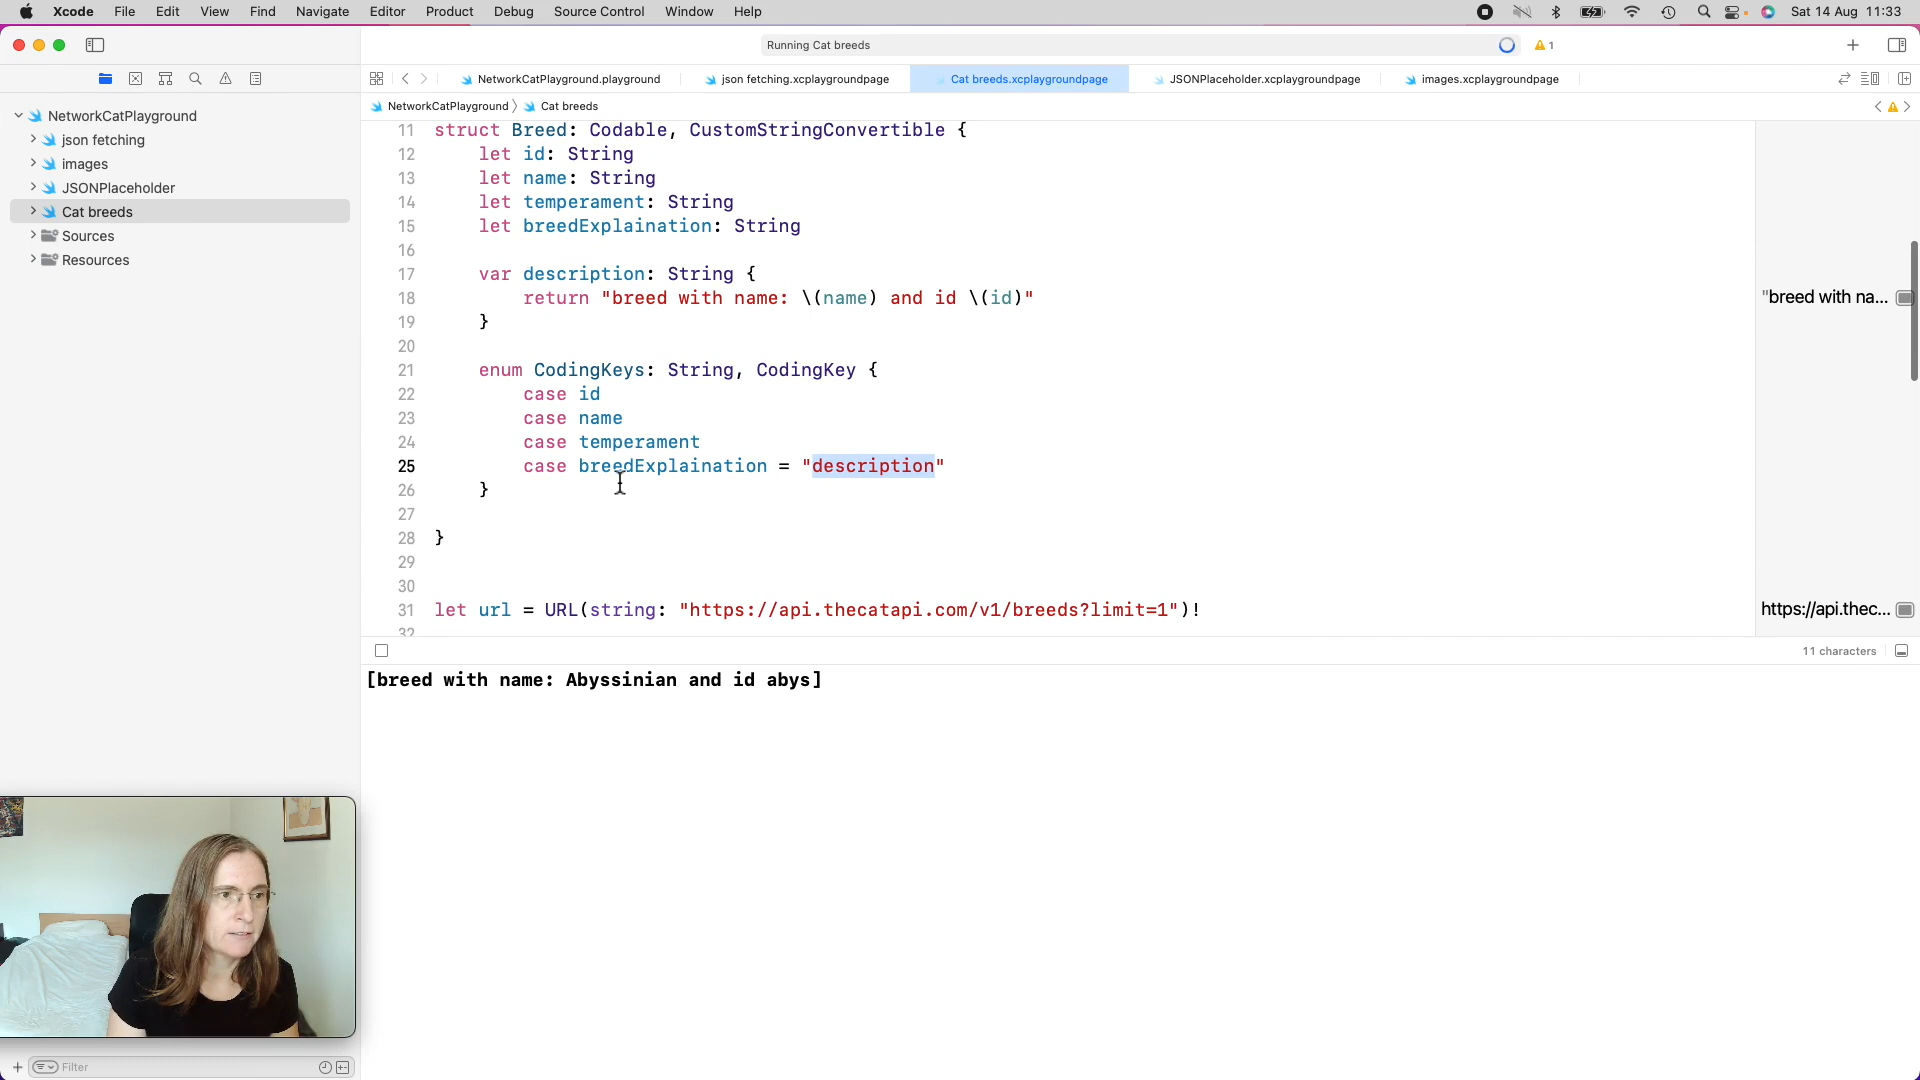 Xcode File Edit View Find Navigate Editor Product Debug Source Control Window Help Sat 14 Aug 11:33
Running Cat breeds 1
NetworkCatPlayground.playground json fetching.xcplaygroundpage Cat breeds.xcplaygroundpage JSONPlaceholder.xcplaygroundpage images.xcplaygroundpage
NetworkCatPlayground Cat breeds
NetworkCatPlayground
json fetching
images
JSONPlaceholder
Cat breeds
Sources
Resources
11 struct Breed: Codable, CustomStringConvertible {
12 let id: String
13 let name: String
14 let temperament: String
15 let breedExplaination: String
16
17 var description: String {
18 return "breed with name: \(name) and id \(id)"
19 }
20
21 enum CodingKeys: String, CodingKey {
22 case id
23 case name
24 case temperament
25 case breedExplaination = "description"
26 }
27
28 }
29
30
31 let url = URL(string: "https://api.thecatapi.com/v1/breeds?limit=1")!
32
"breed with na...
https://api.thec...
11 characters
[breed with name: Abyssinian and id abys]
Filter